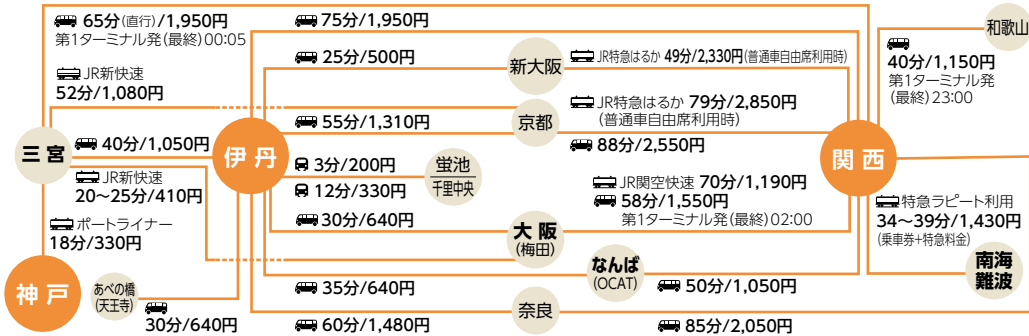 65分(直行)/1,950円
第1ターミナル発(最終)00:05
75分/1,950円
和歌山
40分/1,150円
第1ターミナル発
(最終)23:00
25分/500円
新大阪
JR特急はるか 49分/2,330円(普通車自由席利用時)
JR新快速
52分/1,080円
55分/1,310円
京都
JR特急はるか 79分/2,850円
(普通車自由席利用時)
88分/2,550円
三宮
40分/1,050円
伊丹
関西
3分/200円
蛍池
千里中央
12分/330円
JR新快速
20〜25分/410円
30分/640円
JR関空快速 70分/1,190円
58分/1,550円
第1ターミナル発(最終)02:00
大阪
(梅田)
特急ラピート利用
34〜39分/1,430円
(乗車券+特急料金)
ポートライナー
18分/330円
神戸
あべの橋
(天王寺)
30分/640円
なんば
(OCAT)
35分/640円
50分/1,050円
南海
難波
奈良
60分/1,480円
85分/2,050円